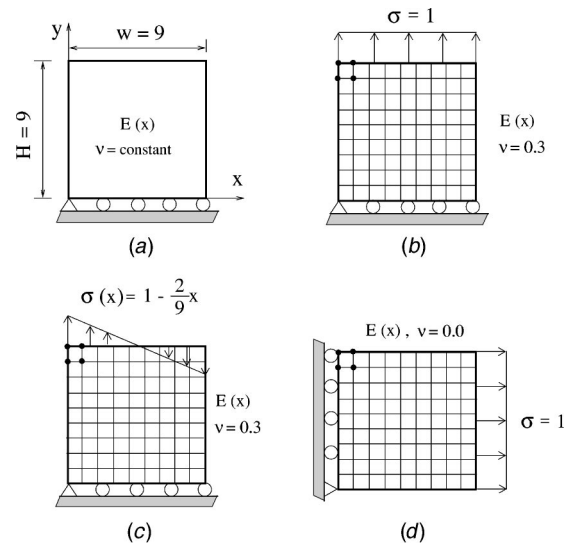 y
w = 9
H = 9
E (x)
ν = constant
x
(a)
σ = 1
E (x)
ν = 0.3
(b)
σ (x) = 1 - 2/9 x
E (x)
ν = 0.3
(c)
E (x) , ν = 0.0
σ = 1
(d)